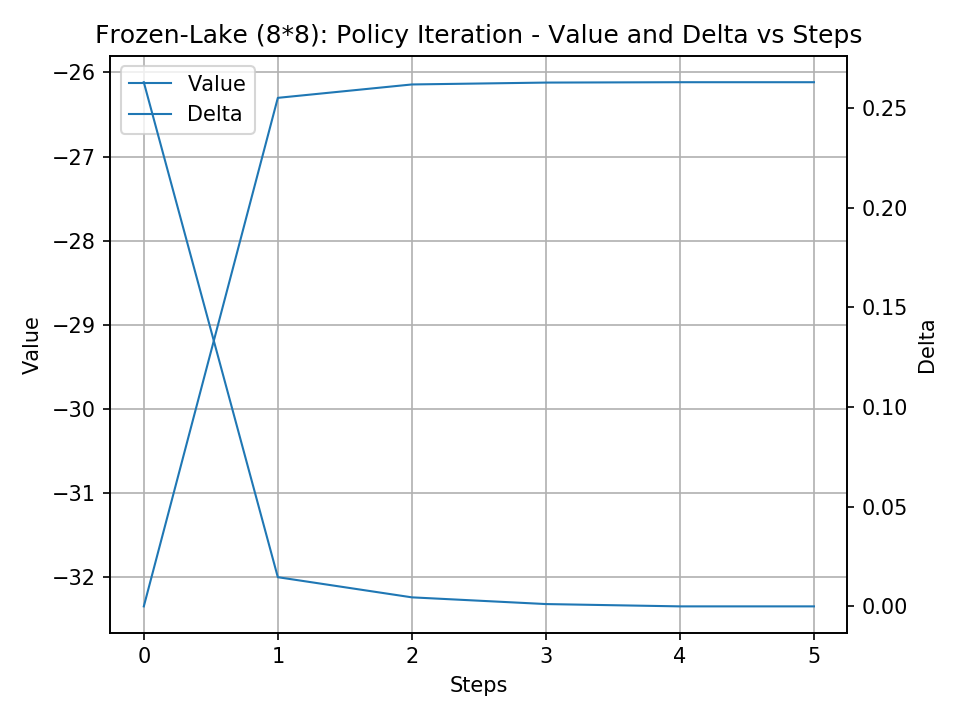 Frozen-Lake (8*8): Policy Iteration - Value and Delta vs Steps
Value
Delta
−26
−27
−28
−29
−30
−31
−32
Value
0.25
0.20
0.15
0.10
0.05
0.00
Delta
0 1 2 3 4 5
Steps